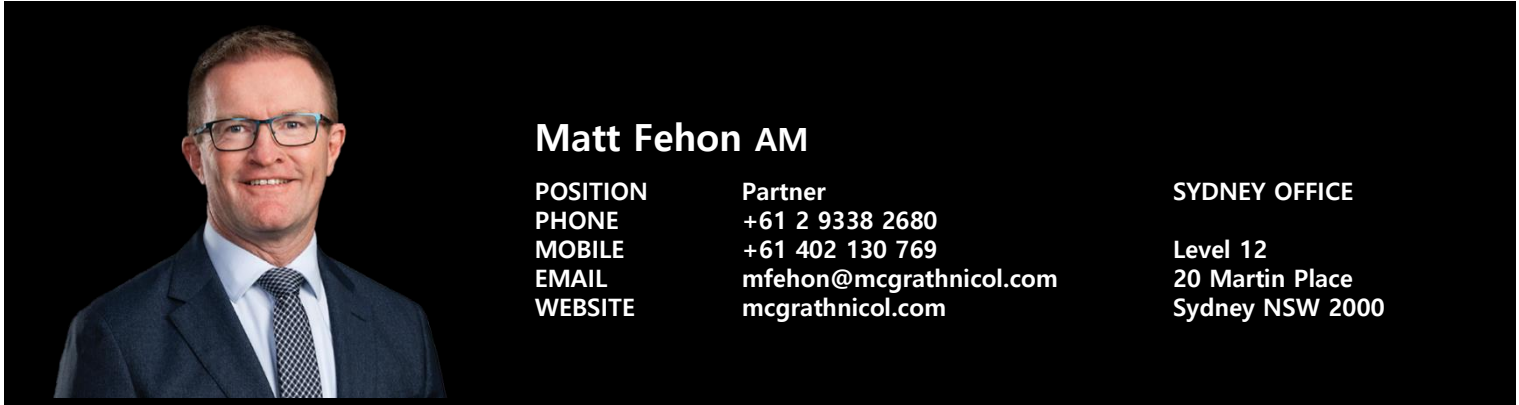 Matt Fehon AM
POSITION Partner SYDNEY OFFICE
PHONE +61 2 9338 2680
MOBILE +61 402 130 769 Level 12
EMAIL mfehon@mcgrathnicol.com 20 Martin Place
WEBSITE mcgrathnicol.com Sydney NSW 2000